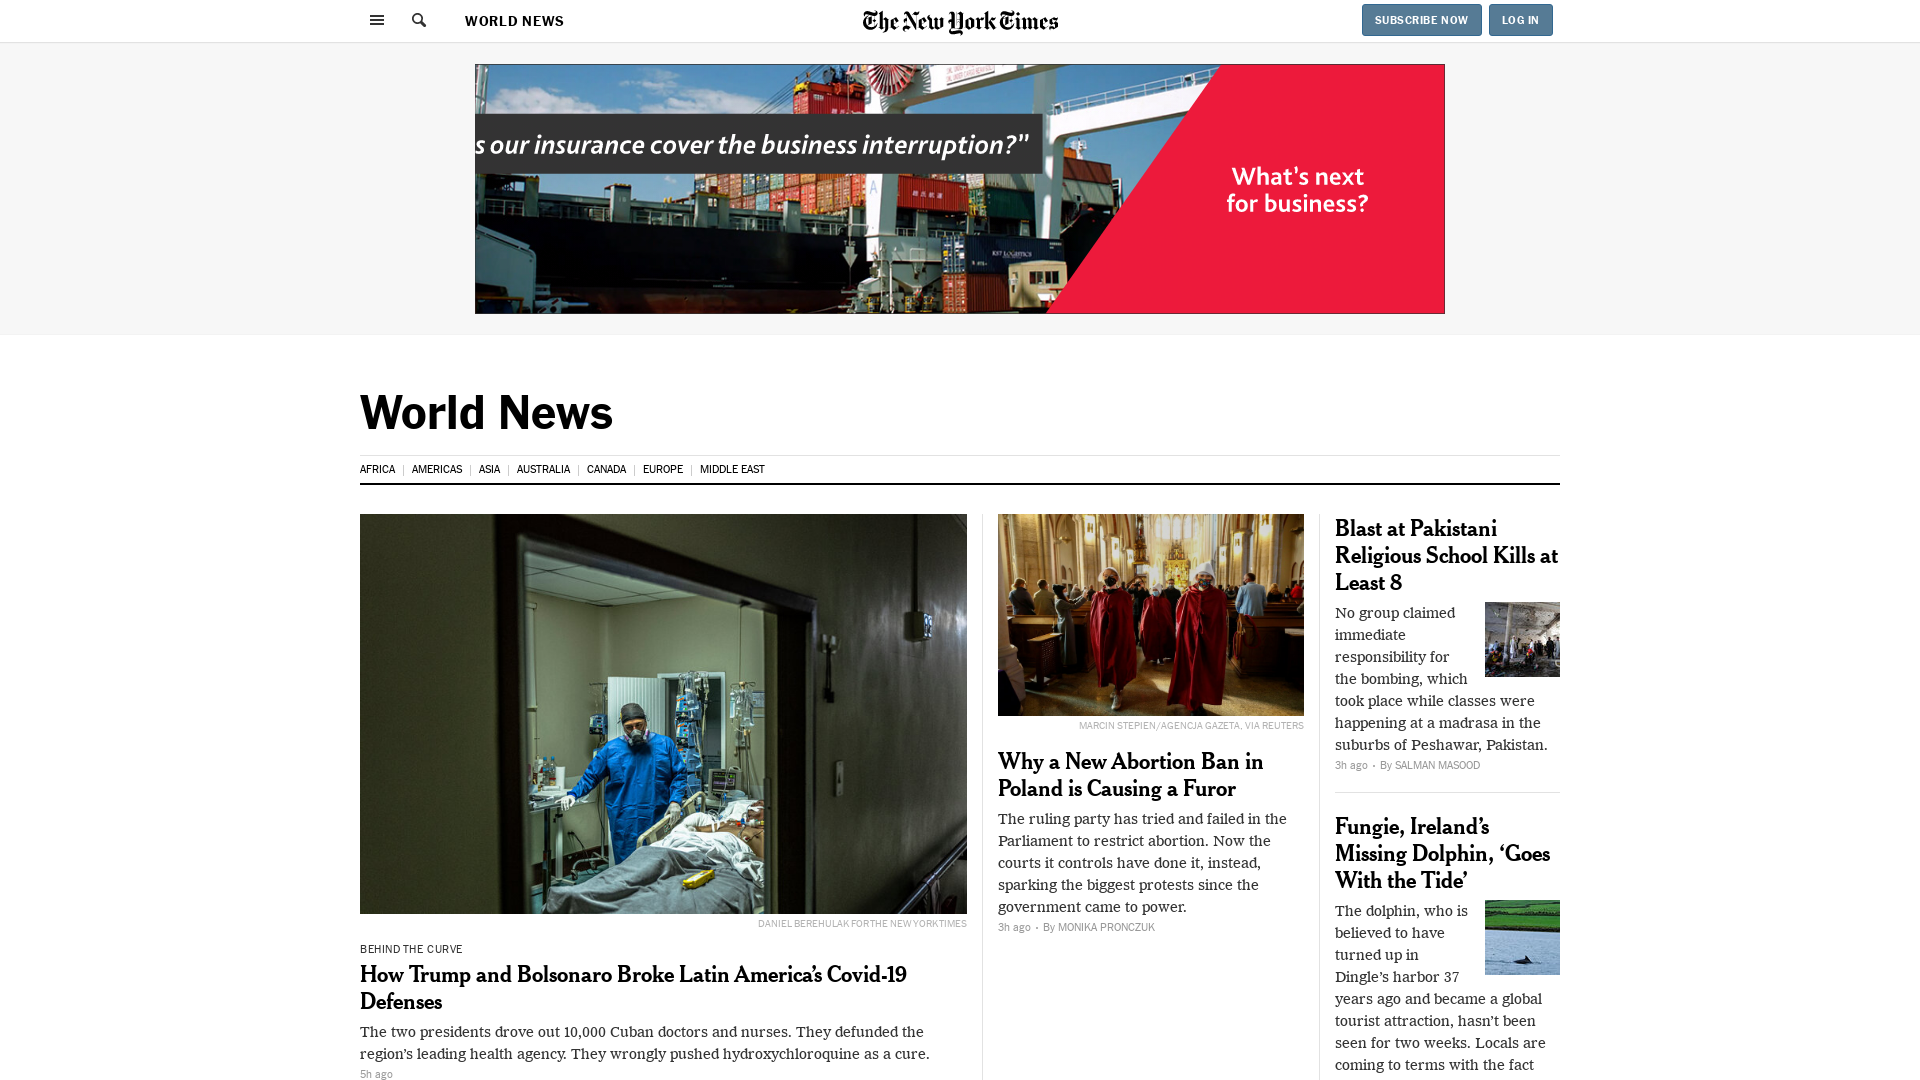 WORLD NEWS
The New York Times
SUBSCRIBE NOW
LOG IN
s our insurance cover the business interruption?"
What's next
for business?
World News
AFRICA
AMERICAS
ASIA
AUSTRALIA
CANADA
EUROPE
MIDDLE EAST
DANIEL BEREHULAK FOR THE NEW YORK TIMES
BEHIND THE CURVE
How Trump and Bolsonaro Broke Latin America's Covid-19
Defenses
The two presidents drove out 10,000 Cuban doctors and nurses. They defunded the
region's leading health agency. They wrongly pushed hydroxychloroquine as a cure.
5h ago
MARCIN STEPIEN/AGENCJA GAZETA, VIA REUTERS
Why a New Abortion Ban in
Poland is Causing a Furor
The ruling party has tried and failed in the
Parliament to restrict abortion. Now the
courts it controls have done it, instead,
sparking the biggest protests since the
government came to power.
3h ago • By MONIKA PRONCZUK
Blast at Pakistani
Religious School Kills at
Least 8
No group claimed
immediate
responsibility for
the bombing, which
took place while classes were
happening at a madrasa in the
suburbs of Peshawar, Pakistan.
3h ago • By SALMAN MASOOD
Fungie, Ireland's
Missing Dolphin, 'Goes
With the Tide'
The dolphin, who is
believed to have
turned up in
Dingle's harbor 37
years ago and became a global
tourist attraction, hasn't been
seen for two weeks. Locals are
coming to terms with the fact